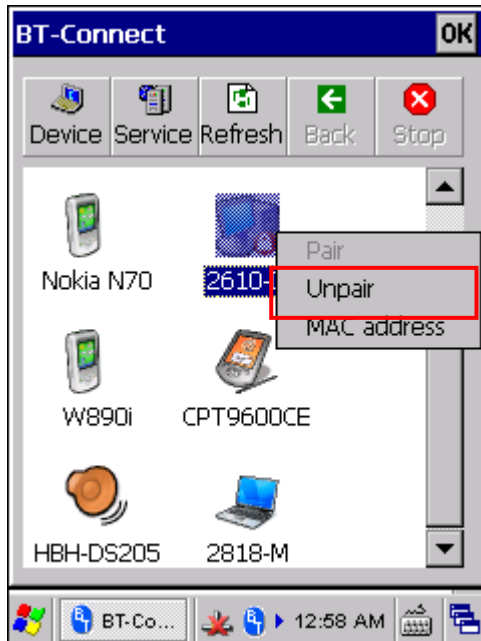 BT-Connect OK
Device Service Refresh Back Stop
Nokia N70 2610-
Pair
Unpair
MAC address
W890i CPT9600CE
HBH-DS205 2818-M
BT-Co... 12:58 AM